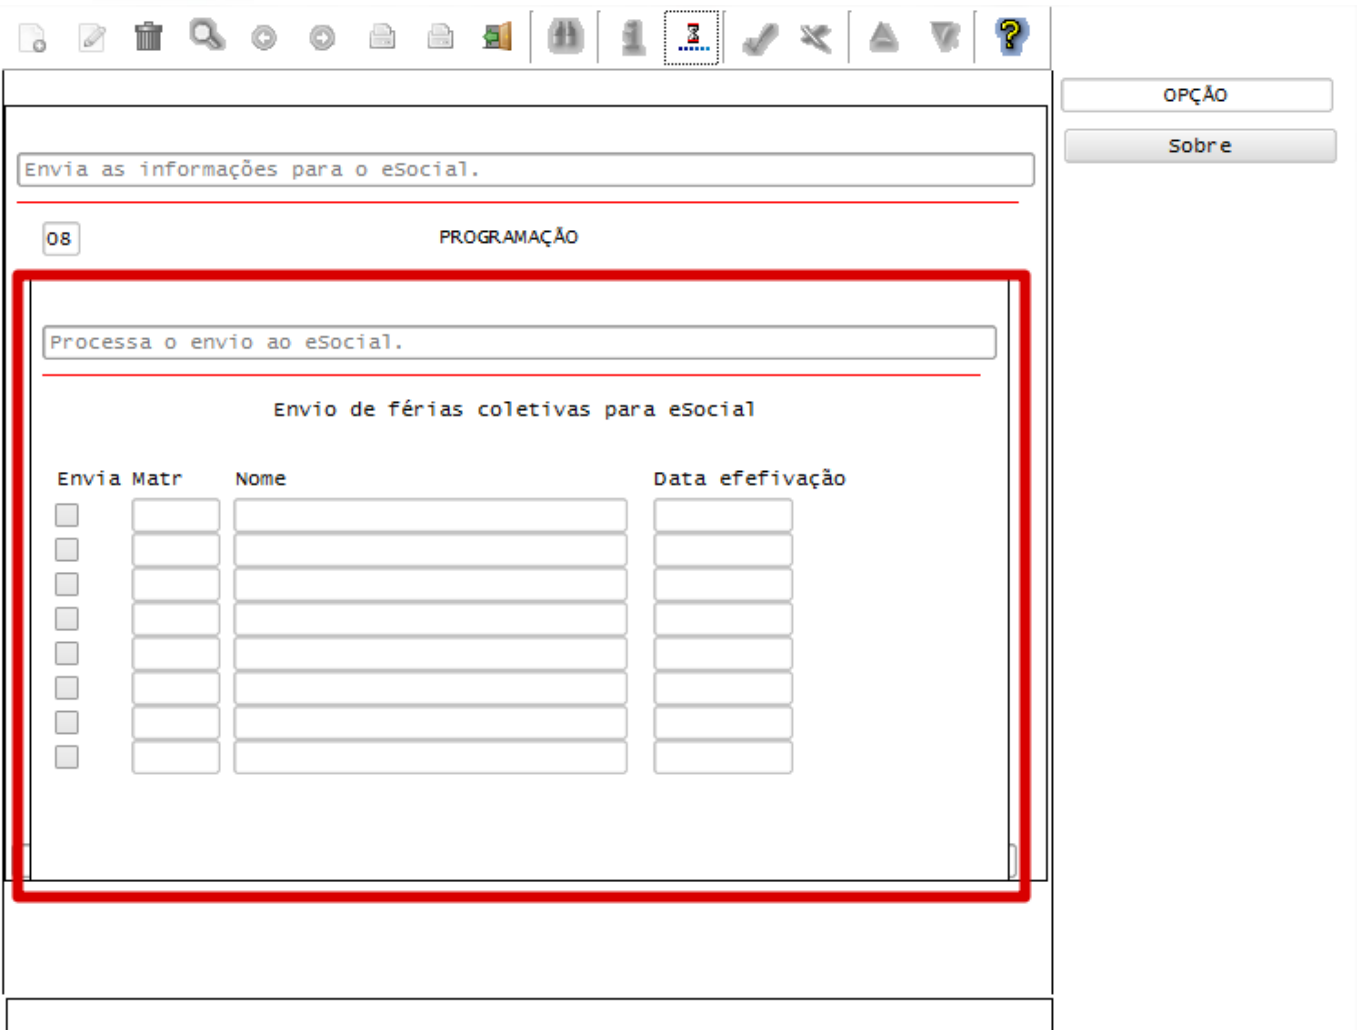 OPÇÃO
Sobre
Envia as informações para o eSocial.
08 PROGRAMAÇÃO
Processa o envio ao eSocial.
Envio de férias coletivas para eSocial
Envia Matr Nome Data efefivação